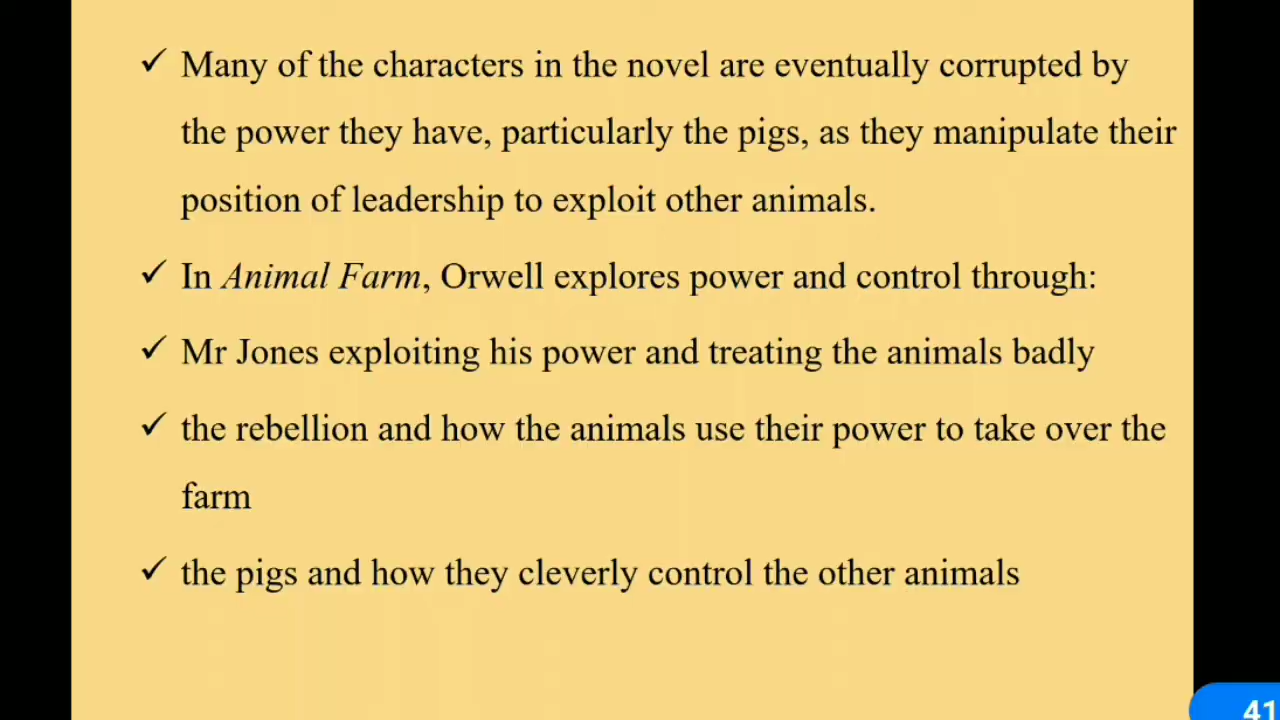 ✓ Many of the characters in the novel are eventually corrupted by
the power they have, particularly the pigs, as they manipulate their
position of leadership to exploit other animals.
✓ In Animal Farm, Orwell explores power and control through:
✓ Mr Jones exploiting his power and treating the animals badly
✓ the rebellion and how the animals use their power to take over the
farm
✓ the pigs and how they cleverly control the other animals
41